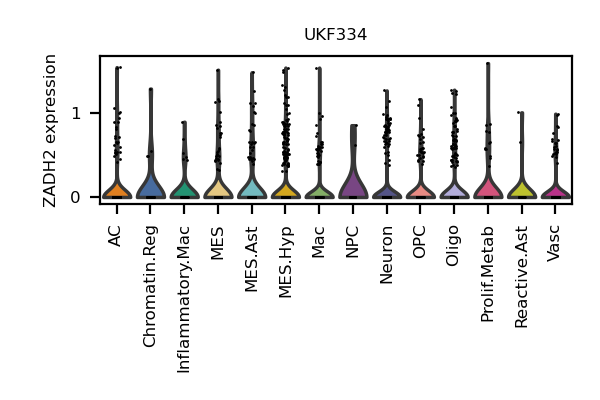 UKF334
ZADH2 expression
1
0
AC
Chromatin.Reg
Inflammatory.Mac
MES
MES.Ast
MES.Hyp
Mac
NPC
Neuron
OPC
Oligo
Prolif.Metab
Reactive.Ast
Vasc